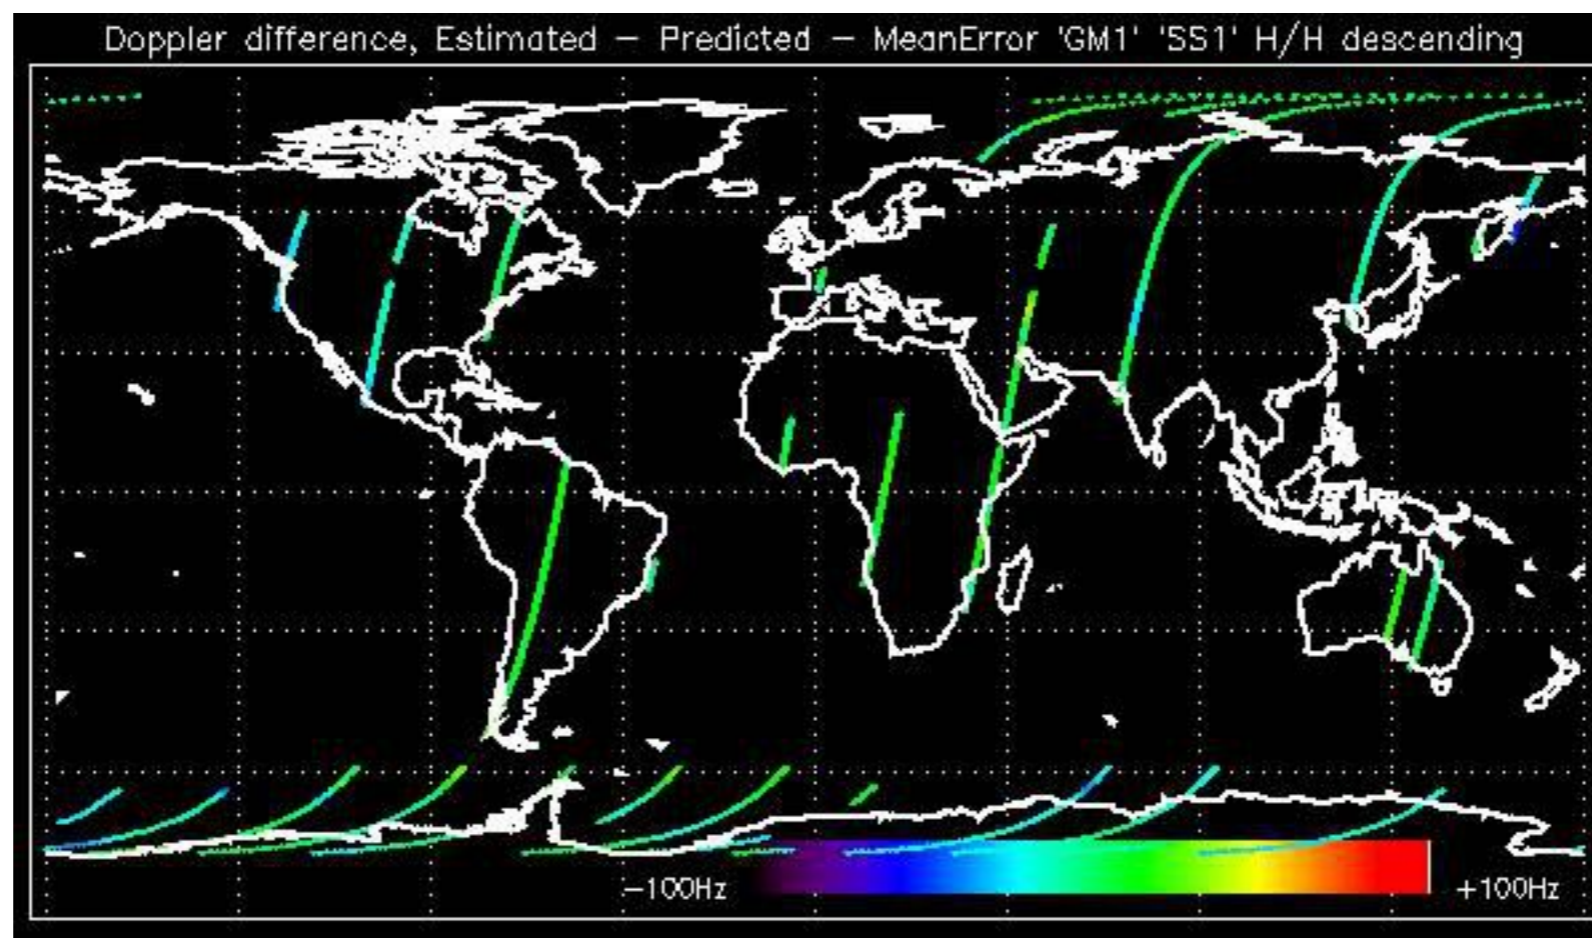 Doppler difference, Estimated – Predicted – MeanError 'GM1' 'SS1' H/H descending
−100Hz
+100Hz